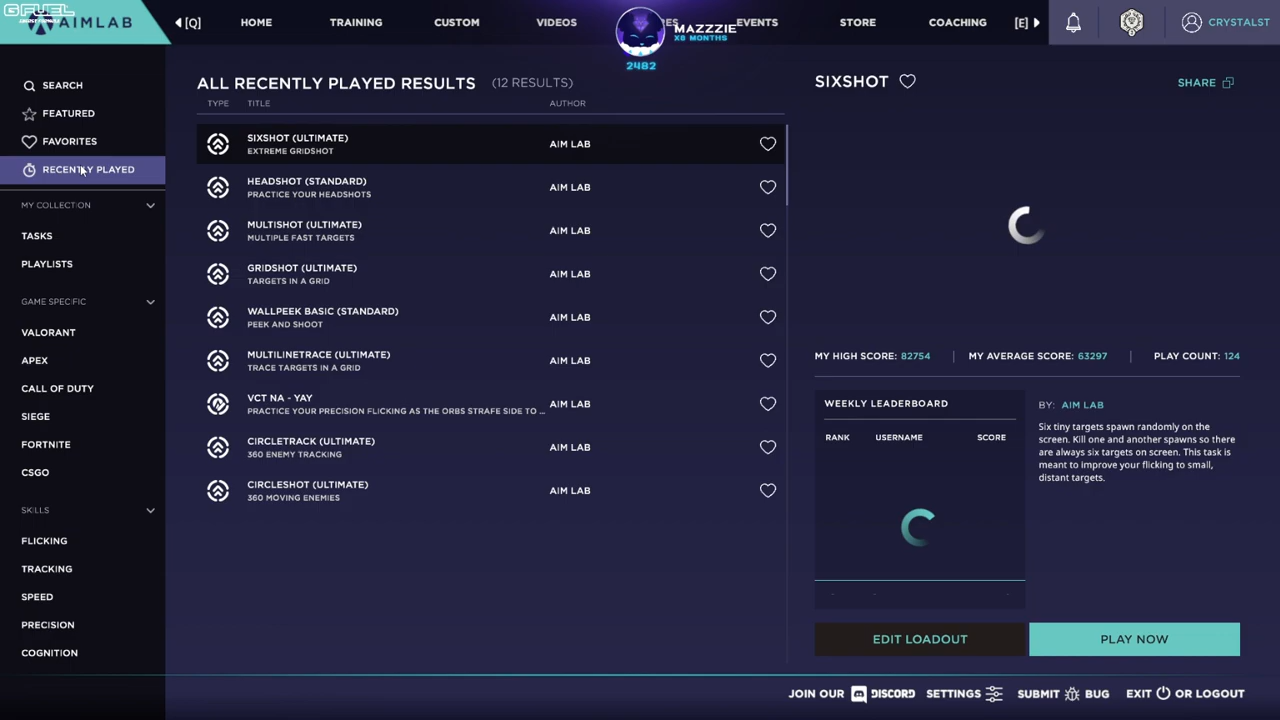 GFUEL
AIMLAB
[Q]
HOME
TRAINING
CUSTOM
VIDEOS
EVENTS
STORE
COACHING
[E]
CRYSTALST
MAZZZIE
X8 MONTHS
2482
SEARCH
FEATURED
FAVORITES
RECENTLY PLAYED
MY COLLECTION
TASKS
PLAYLISTS
GAME SPECIFIC
VALORANT
APEX
CALL OF DUTY
SIEGE
FORTNITE
CSGO
SKILLS
FLICKING
TRACKING
SPEED
PRECISION
COGNITION
ALL RECENTLY PLAYED RESULTS (12 RESULTS)
TYPE TITLE AUTHOR
SIXSHOT (ULTIMATE)
EXTREME GRIDSHOT
AIM LAB
HEADSHOT (STANDARD)
PRACTICE YOUR HEADSHOTS
AIM LAB
MULTISHOT (ULTIMATE)
MULTIPLE FAST TARGETS
AIM LAB
GRIDSHOT (ULTIMATE)
TARGETS IN A GRID
AIM LAB
WALLPEEK BASIC (STANDARD)
PEEK AND SHOOT
AIM LAB
MULTILINETRACE (ULTIMATE)
TRACE TARGETS IN A GRID
AIM LAB
VCT NA - YAY
PRACTICE YOUR PRECISION FLICKING AS THE ORBS STRAFE SIDE TO ...
AIM LAB
CIRCLETRACK (ULTIMATE)
360 ENEMY TRACKING
AIM LAB
CIRCLESHOT (ULTIMATE)
360 MOVING ENEMIES
AIM LAB
SIXSHOT
SHARE
MY HIGH SCORE: 82754 | MY AVERAGE SCORE: 63297 | PLAY COUNT: 124
WEEKLY LEADERBOARD
RANK USERNAME SCORE
- - -
BY: AIM LAB
Six tiny targets spawn randomly on the
screen. Kill one and another spawns so there
are always six targets on screen. This task is
meant to improve your flicking to small,
distant targets.
EDIT LOADOUT
PLAY NOW
JOIN OUR DISCORD
SETTINGS
SUBMIT BUG
EXIT OR LOGOUT